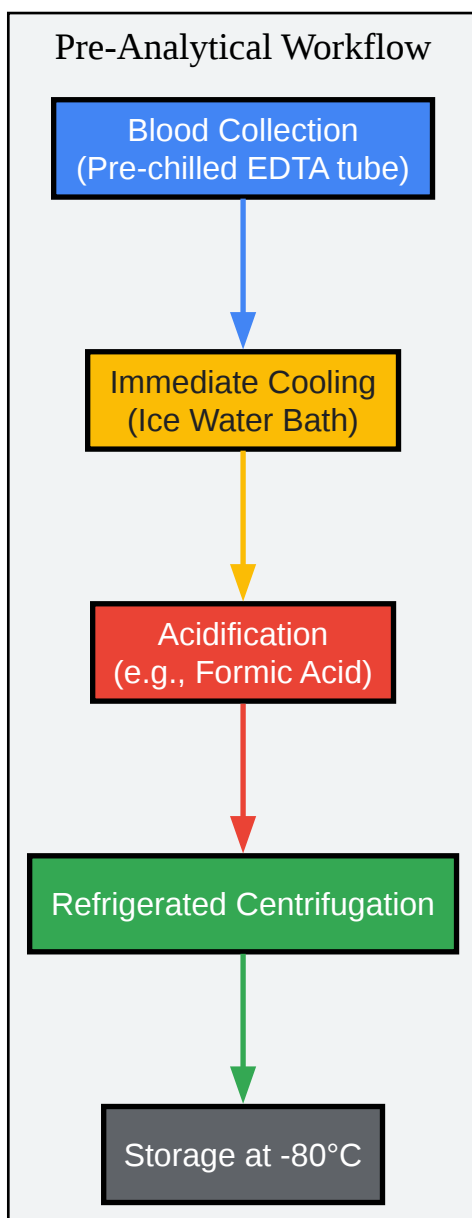 Pre-Analytical Workflow
Blood Collection
(Pre-chilled EDTA tube)
Immediate Cooling
(Ice Water Bath)
Acidification
(e.g., Formic Acid)
Refrigerated Centrifugation
Storage at -80°C